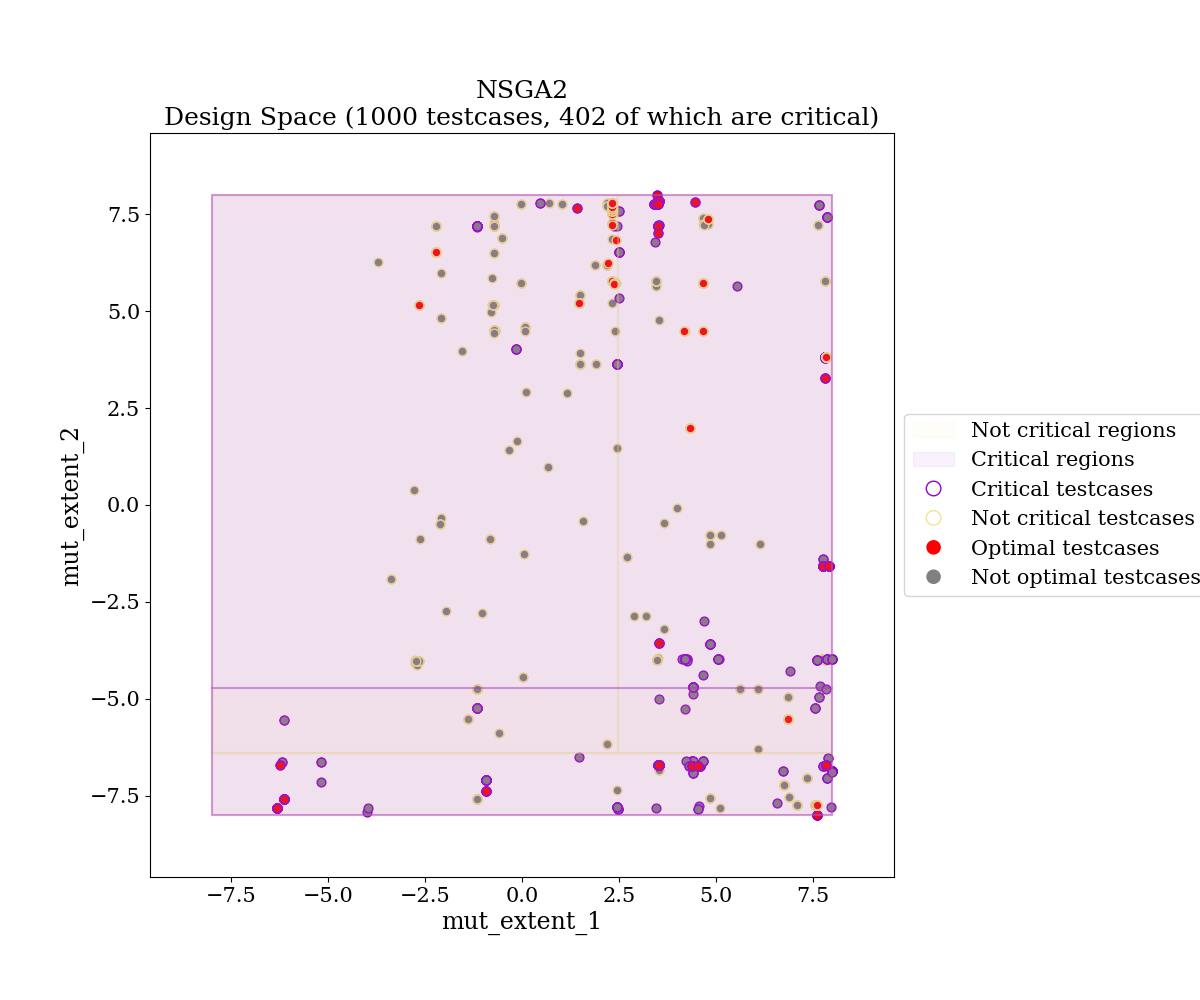 NSGA2
Design Space (1000 testcases, 402 of which are critical)
mut_extent_2
7.5
5.0
2.5
0.0
−2.5
−5.0
−7.5
−7.5 −5.0 −2.5 0.0 2.5 5.0 7.5
mut_extent_1
Not critical regions
Critical regions
Critical testcases
Not critical testcases
Optimal testcases
Not optimal testcases